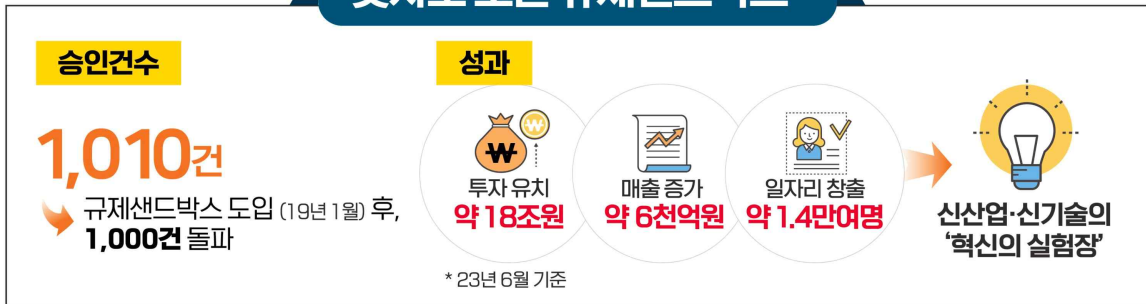 승인건수
1,010건
규제샌드박스 도입 (19년 1월) 후,
1,000건 돌파
성과
투자 유치
약 18조원
매출 증가
약 6천억원
일자리 창출
약 1.4만여명
* 23년 6월 기준
신산업·신기술의
‘혁신의 실험장’